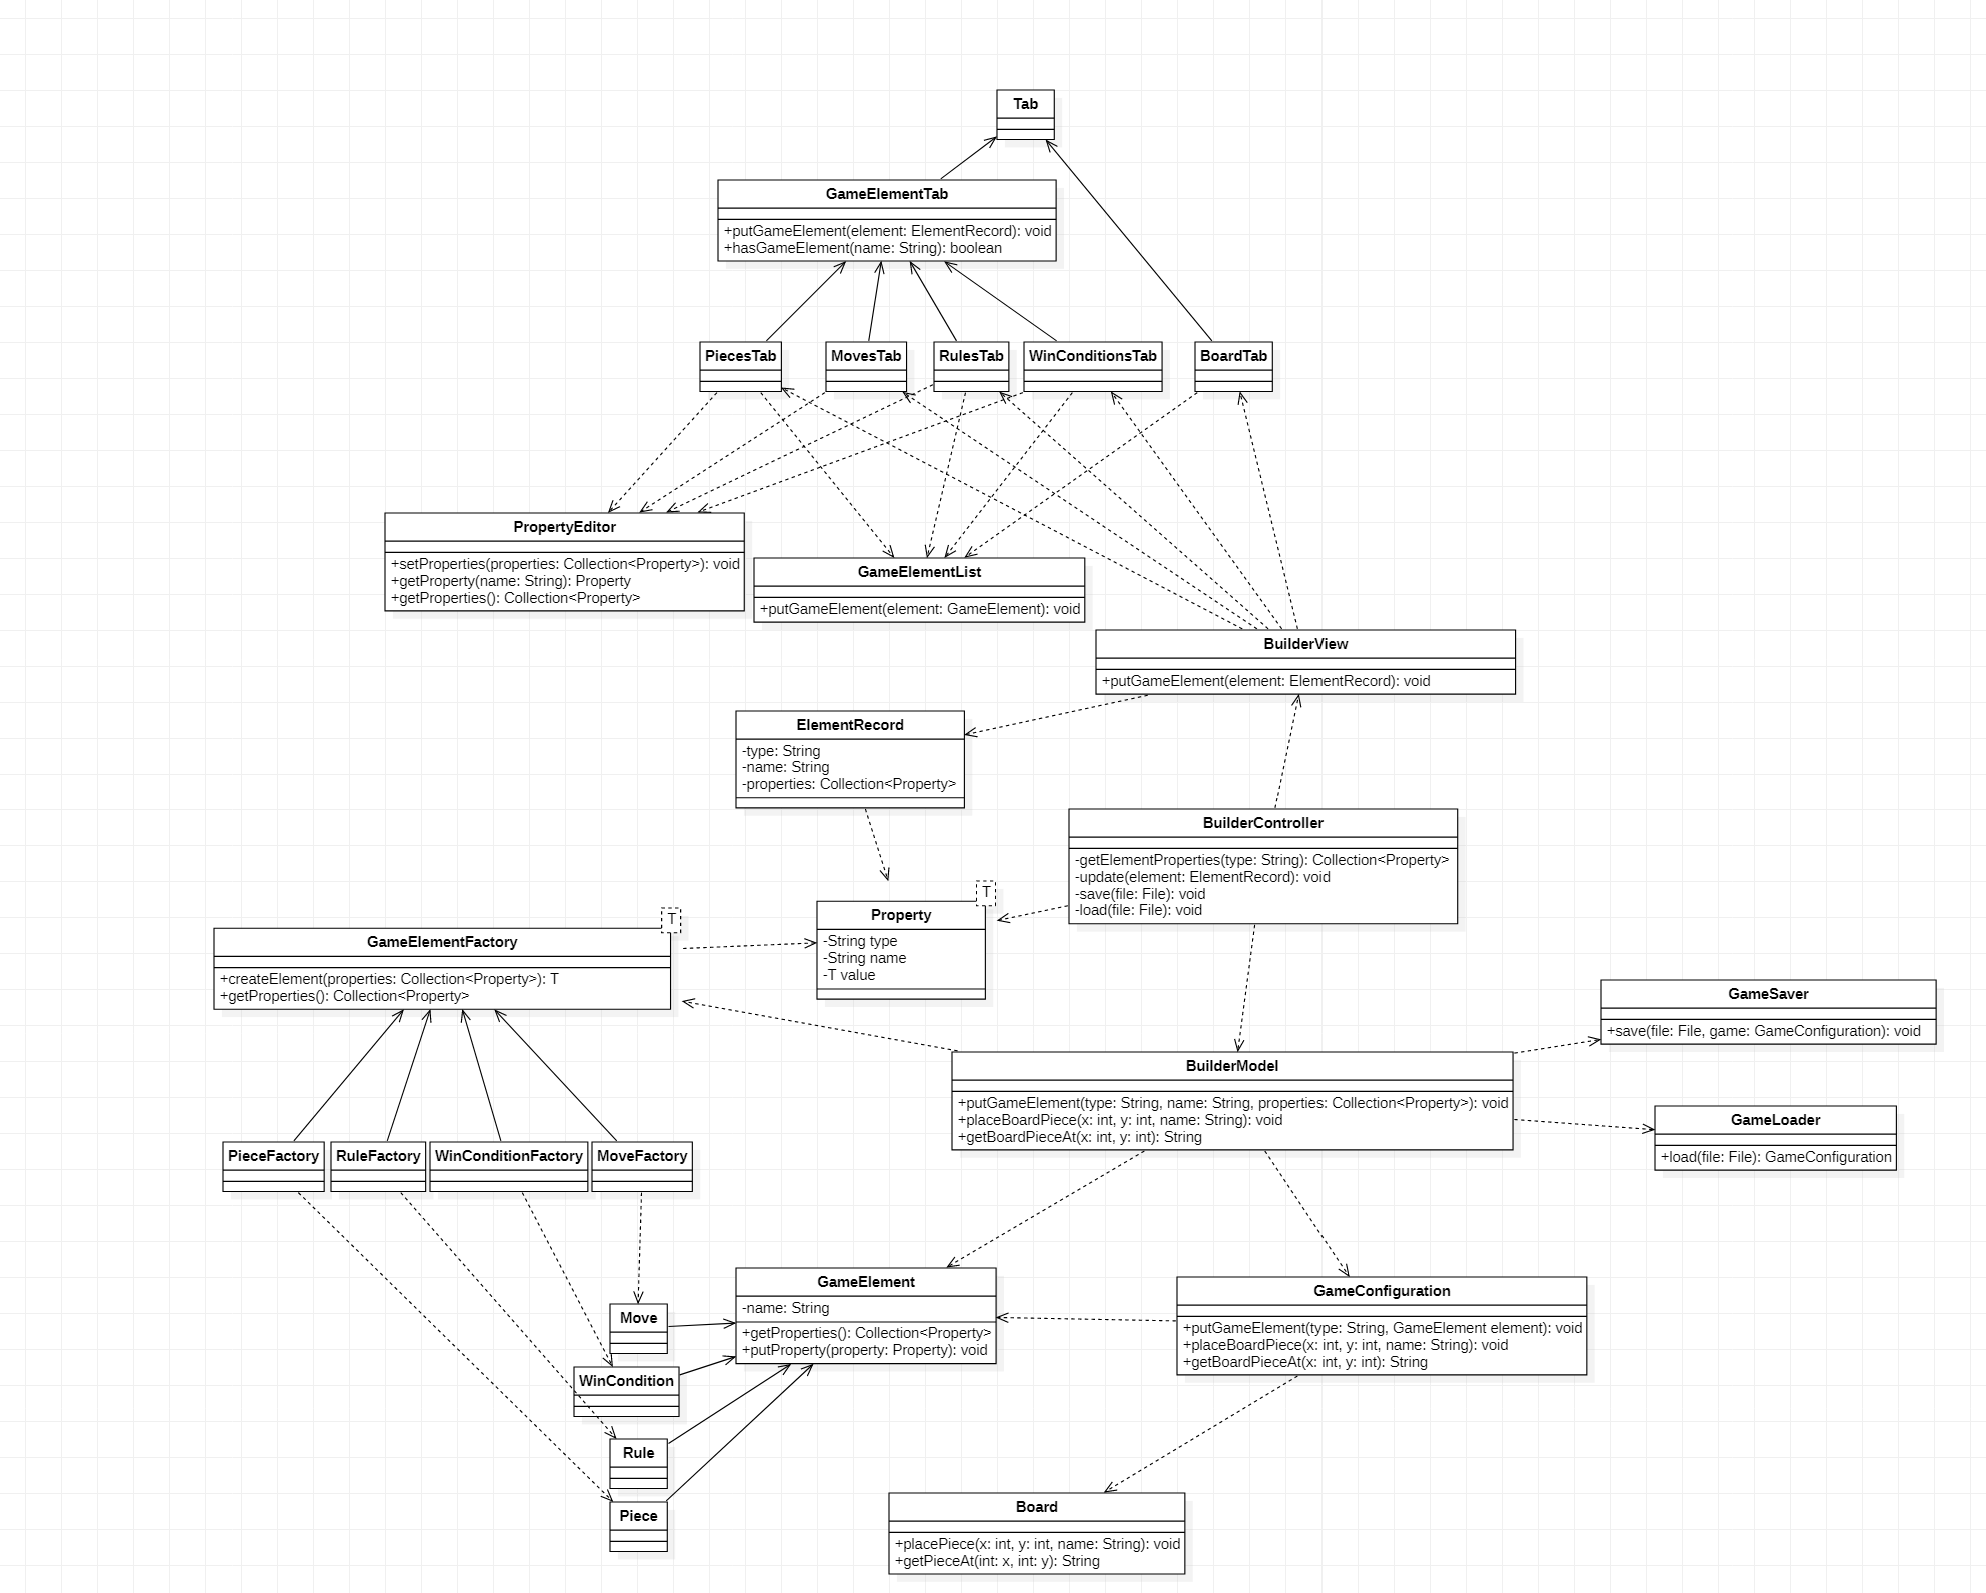 Tab
GameElementTab
+putGameElement(element: ElementRecord): void
+hasGameElement(name: String): boolean
PiecesTab
MovesTab
RulesTab
WinConditionsTab
BoardTab
PropertyEditor
+setProperties(properties: Collection<Property>): void
+getProperty(name: String): Property
+getProperties(): Collection<Property>
GameElementList
+putGameElement(element: GameElement): void
BuilderView
+putGameElement(element: ElementRecord): void
ElementRecord
-type: String
-name: String
-properties: Collection<Property>
BuilderController
-getElementProperties(type: String): Collection<Property>
-update(element: ElementRecord): void
-save(file: File): void
-load(file: File): void
T
Property
-String type
-String name
-T value
T
GameElementFactory
+createElement(properties: Collection<Property>): T
+getProperties(): Collection<Property>
GameSaver
+save(file: File, game: GameConfiguration): void
BuilderModel
+putGameElement(type: String, name: String, properties: Collection<Property>): void
+placeBoardPiece(x: int, y: int, name: String): void
+getBoardPieceAt(x: int, y: int): String
GameLoader
+load(file: File): GameConfiguration
PieceFactory
RuleFactory
WinConditionFactory
MoveFactory
GameElement
-name: String
+getProperties(): Collection<Property>
+putProperty(property: Property): void
GameConfiguration
+putGameElement(type: String, GameElement element): void
+placeBoardPiece(x: int, y: int, name: String): void
+getBoardPieceAt(x: int, y: int): String
Move
WinCondition
Rule
Piece
Board
+placePiece(x: int, y: int, name: String): void
+getPieceAt(int: x, int: y): String